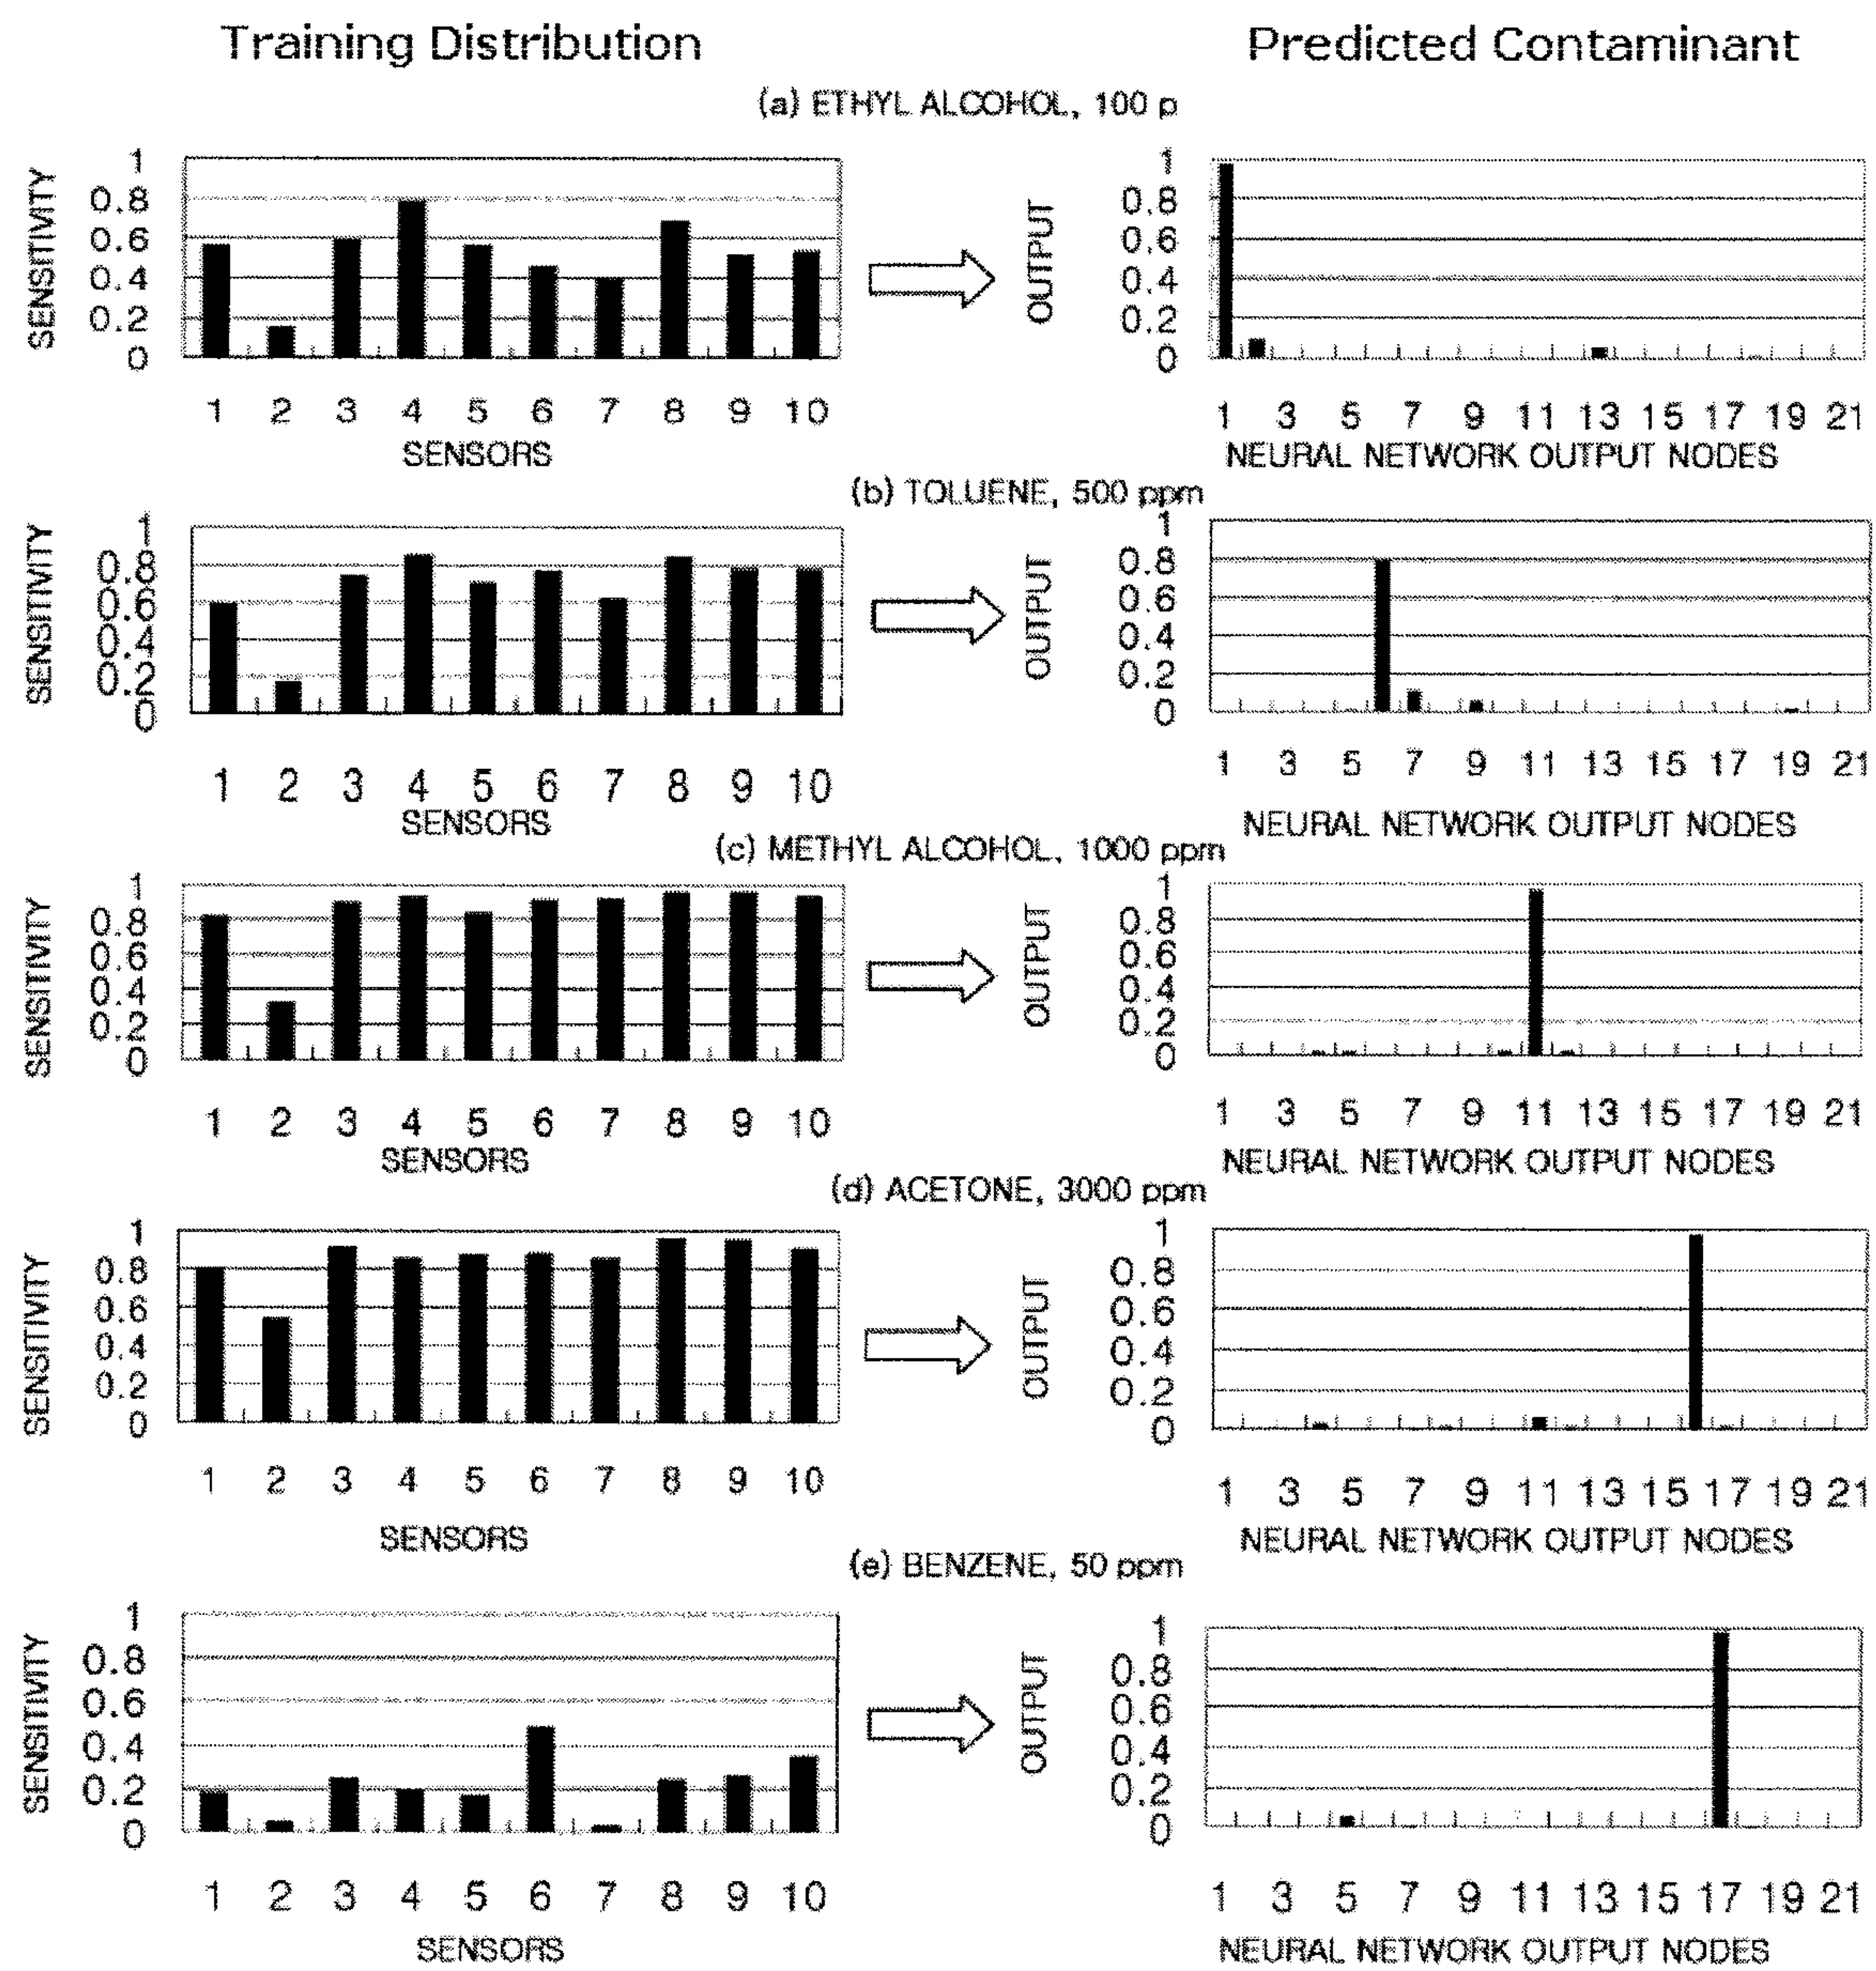 Training Distribution
Predicted Contaminant
(a) ETHYL ALCOHOL, 100 p
SENSITIVITY
1
0.8
0.6
0.4
0.2
0
1 2 3 4 5 6 7 8 9 10
SENSORS
OUTPUT
1
0.8
0.6
0.4
0.2
0
1 3 5 7 9 11 13 15 17 19 21
NEURAL NETWORK OUTPUT NODES
(b) TOLUENE, 500 ppm
SENSITIVITY
1
0.8
0.6
0.4
0.2
0
1 2 3 4 5 6 7 8 9 10
SENSORS
OUTPUT
1
0.8
0.6
0.4
0.2
0
1 3 5 7 9 11 13 15 17 19 21
NEURAL NETWORK OUTPUT NODES
(c) METHYL ALCOHOL, 1000 ppm
SENSITIVITY
1
0.8
0.6
0.4
0.2
0
1 2 3 4 5 6 7 8 9 10
SENSORS
OUTPUT
1
0.8
0.6
0.4
0.2
0
1 3 5 7 9 11 13 15 17 19 21
NEURAL NETWORK OUTPUT NODES
(d) ACETONE, 3000 ppm
SENSITIVITY
1
0.8
0.6
0.4
0.2
0
1 2 3 4 5 6 7 8 9 10
SENSORS
OUTPUT
1
0.8
0.6
0.4
0.2
0
1 3 5 7 9 11 13 15 17 19 21
NEURAL NETWORK OUTPUT NODES
(e) BENZENE, 50 ppm
SENSITIVITY
1
0.8
0.6
0.4
0.2
0
1 2 3 4 5 6 7 8 9 10
SENSORS
OUTPUT
1
0.8
0.6
0.4
0.2
0
1 3 5 7 9 11 13 15 17 19 21
NEURAL NETWORK OUTPUT NODES